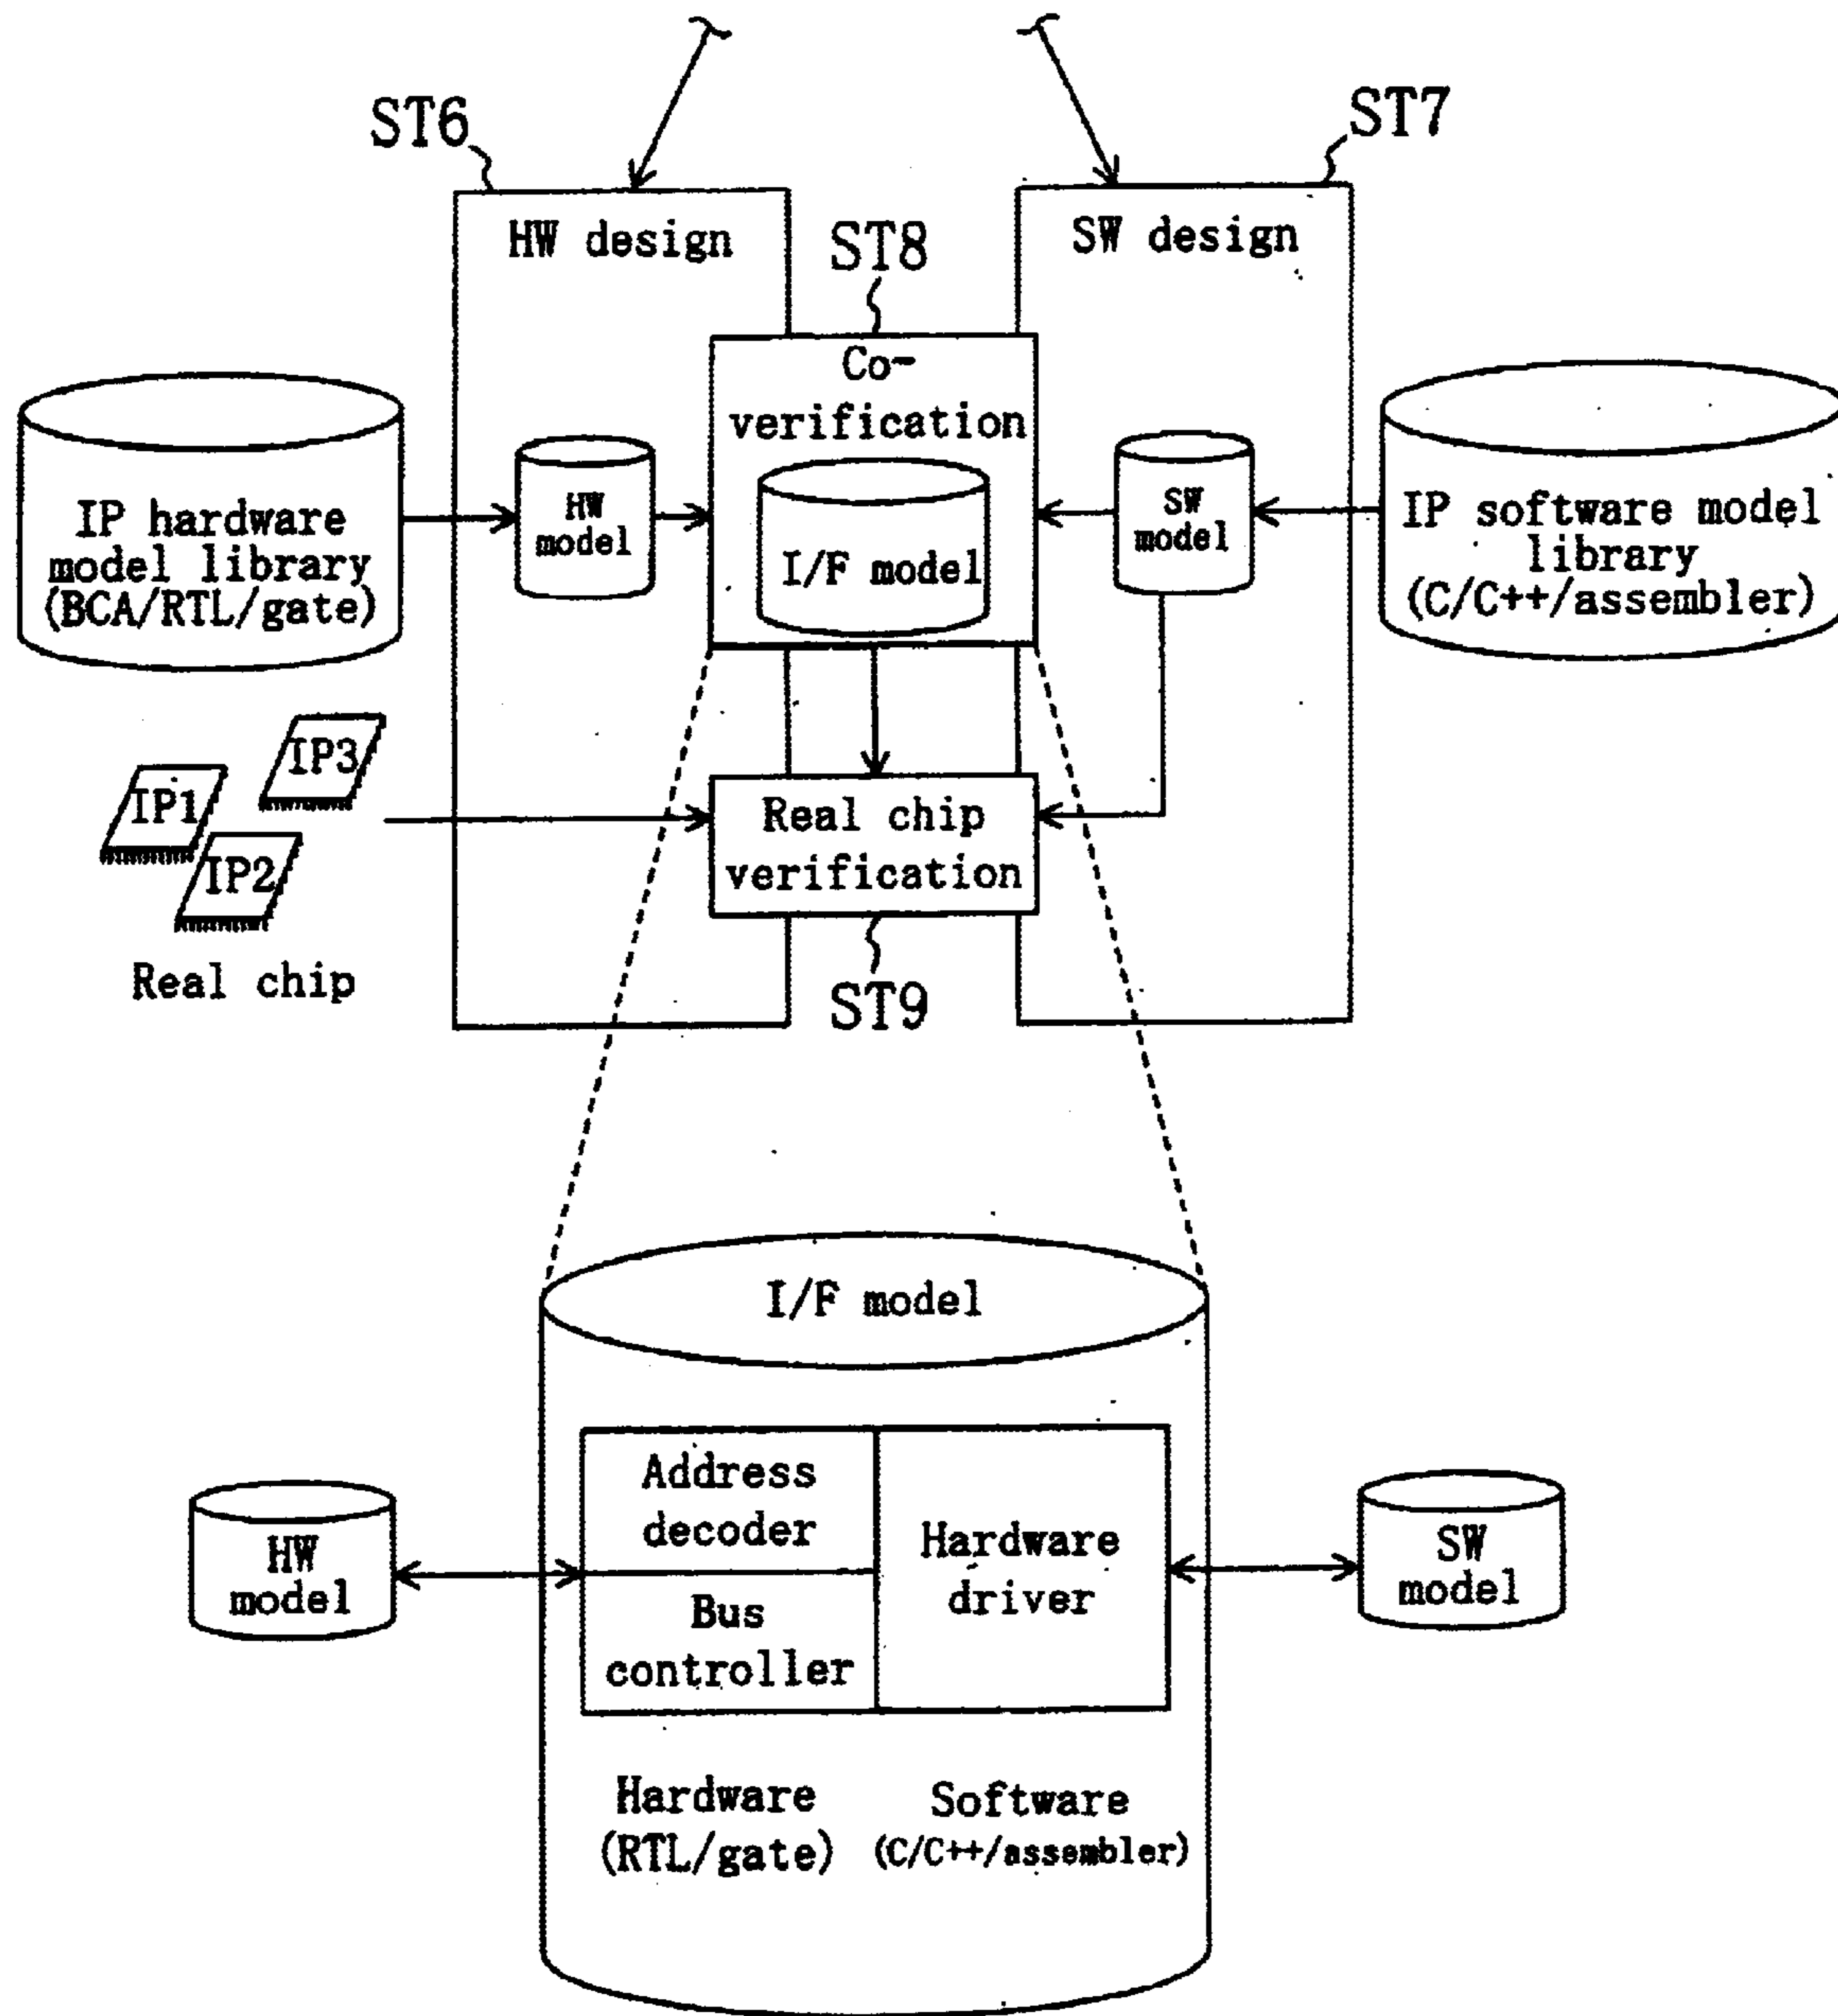 ST6
ST7
HW design
SW design
ST8
Co-
verification
I/F model
HW
model
SW
model
IP hardware
model library
(BCA/RTL/gate)
IP software model
library
(C/C++/assembler)
IP3
IP1
IP2
Real chip
Real chip
verification
ST9
I/F model
Address
decoder
Bus
controller
Hardware
driver
HW
model
SW
model
Hardware
(RTL/gate)
Software
(C/C++/assembler)